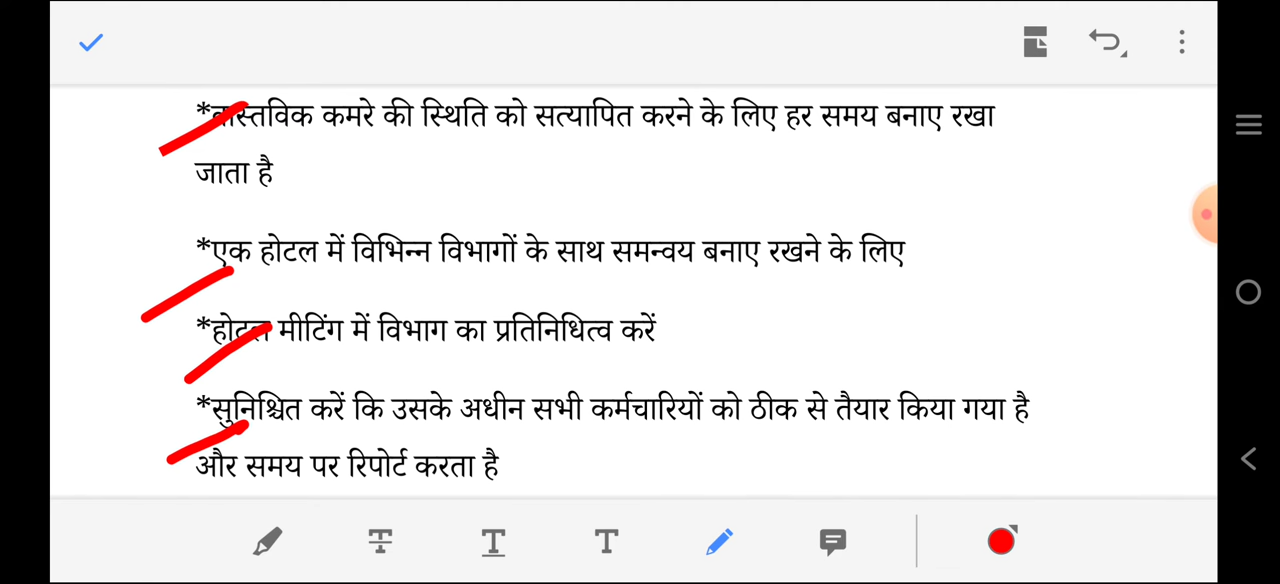 *वास्तविक कमरे की स्थिति को सत्यापित करने के लिए हर समय बनाए रखा
जाता है
*एक होटल में विभिन्न विभागों के साथ समन्वय बनाए रखने के लिए
*होटल मीटिंग में विभाग का प्रतिनिधित्व करें
*सुनिश्चित करें कि उसके अधीन सभी कर्मचारियों को ठीक से तैयार किया गया है
और समय पर रिपोर्ट करता है